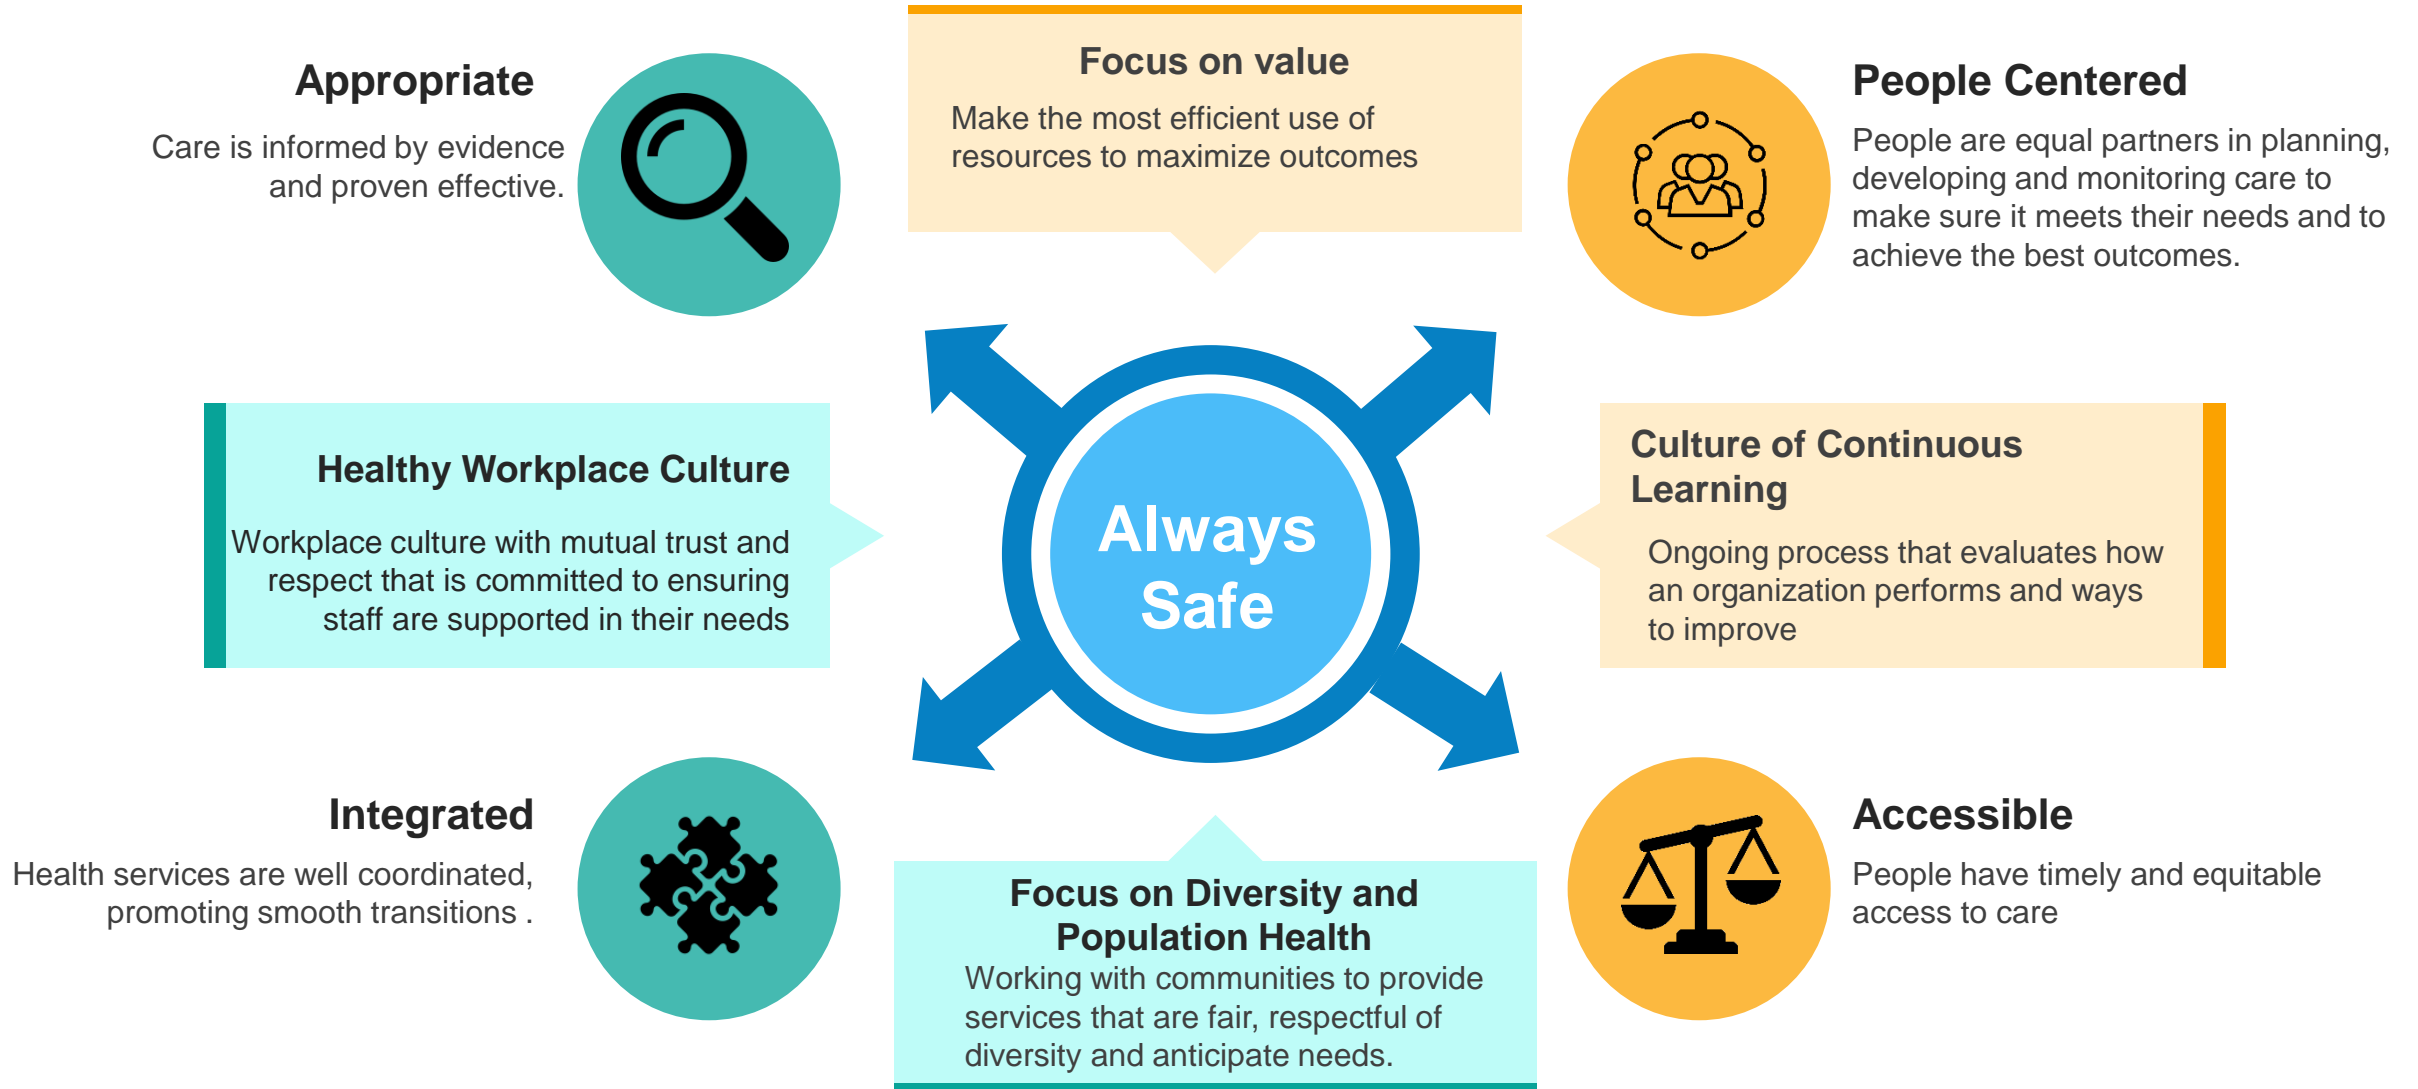 Appropriate
Care is informed by evidence
and proven effective.
Focus on value
Make the most efficient use of
resources to maximize outcomes
People Centered
People are equal partners in planning,
developing and monitoring care to
make sure it meets their needs and to
achieve the best outcomes.
Healthy Workplace Culture
Workplace culture with mutual trust and
respect that is committed to ensuring
staff are supported in their needs
Always
Safe
Culture of Continuous
Learning
Ongoing process that evaluates how
an organization performs and ways
to improve
Integrated
Health services are well coordinated,
promoting smooth transitions .
Focus on Diversity and
Population Health
Working with communities to provide
services that are fair, respectful of
diversity and anticipate needs.
Accessible
People have timely and equitable
access to care